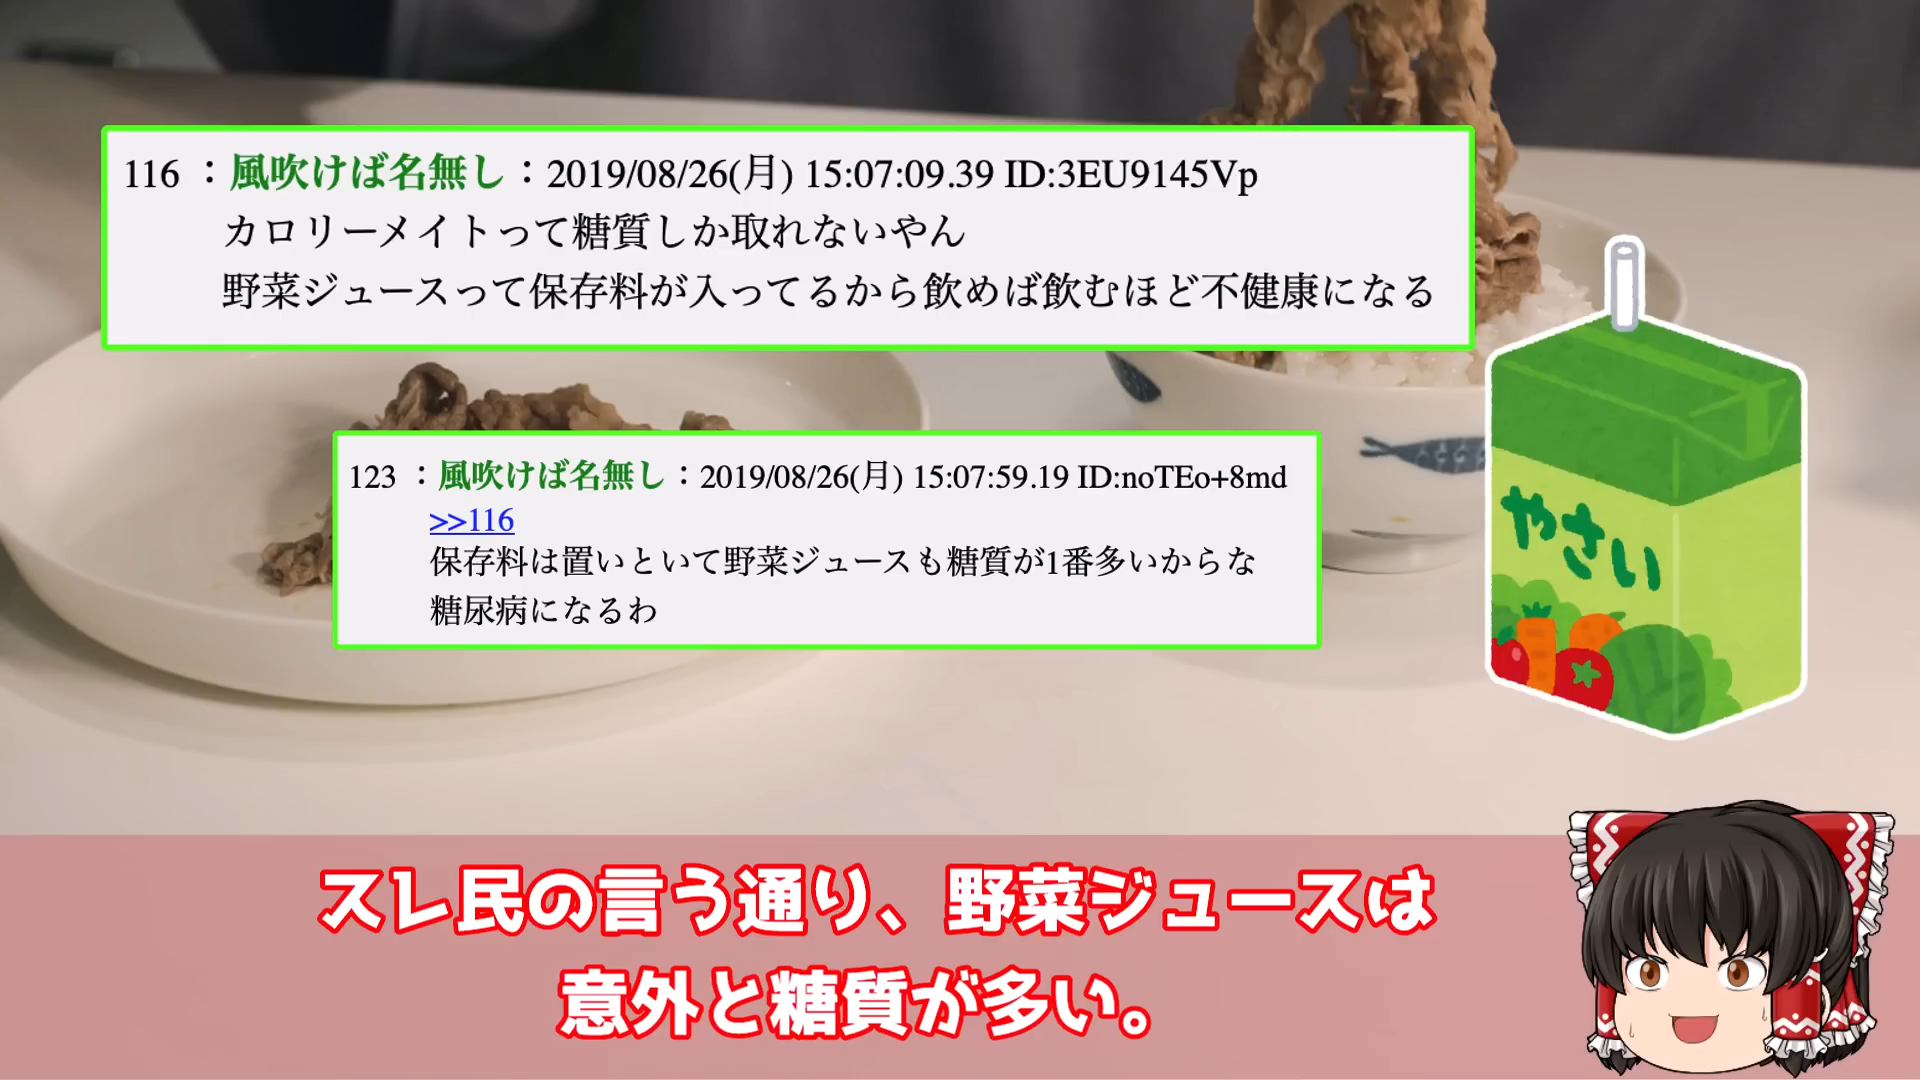 116 ：風吹けば名無し：2019/08/26(月) 15:07:09.39 ID:3EU9145Vp
カロリーメイトって糖質しか取れないやん
野菜ジュースって保存料が入ってるから飲めば飲むほど不健康になる
123 ：風吹けば名無し：2019/08/26(月) 15:07:59.19 ID:noTEo+8md
>>116
保存料は置いといて野菜ジュースも糖質が1番多いからな
糖尿病になるわ
やさい
スレ民の言う通り、野菜ジュースは
意外と糖質が多い。